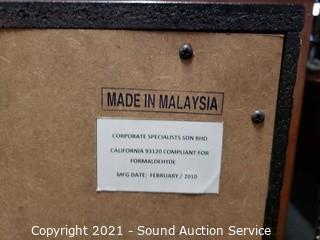 MADE IN MALAYSIA
CORPORATE SPECIALISTS SDN BHD
CALIFORNIA 93120 COMPLIANT FOR
FORMALDEHYDE
MFG DATE: FEBRUARY / 2010
Copyright 2021 - Sound Auction Service